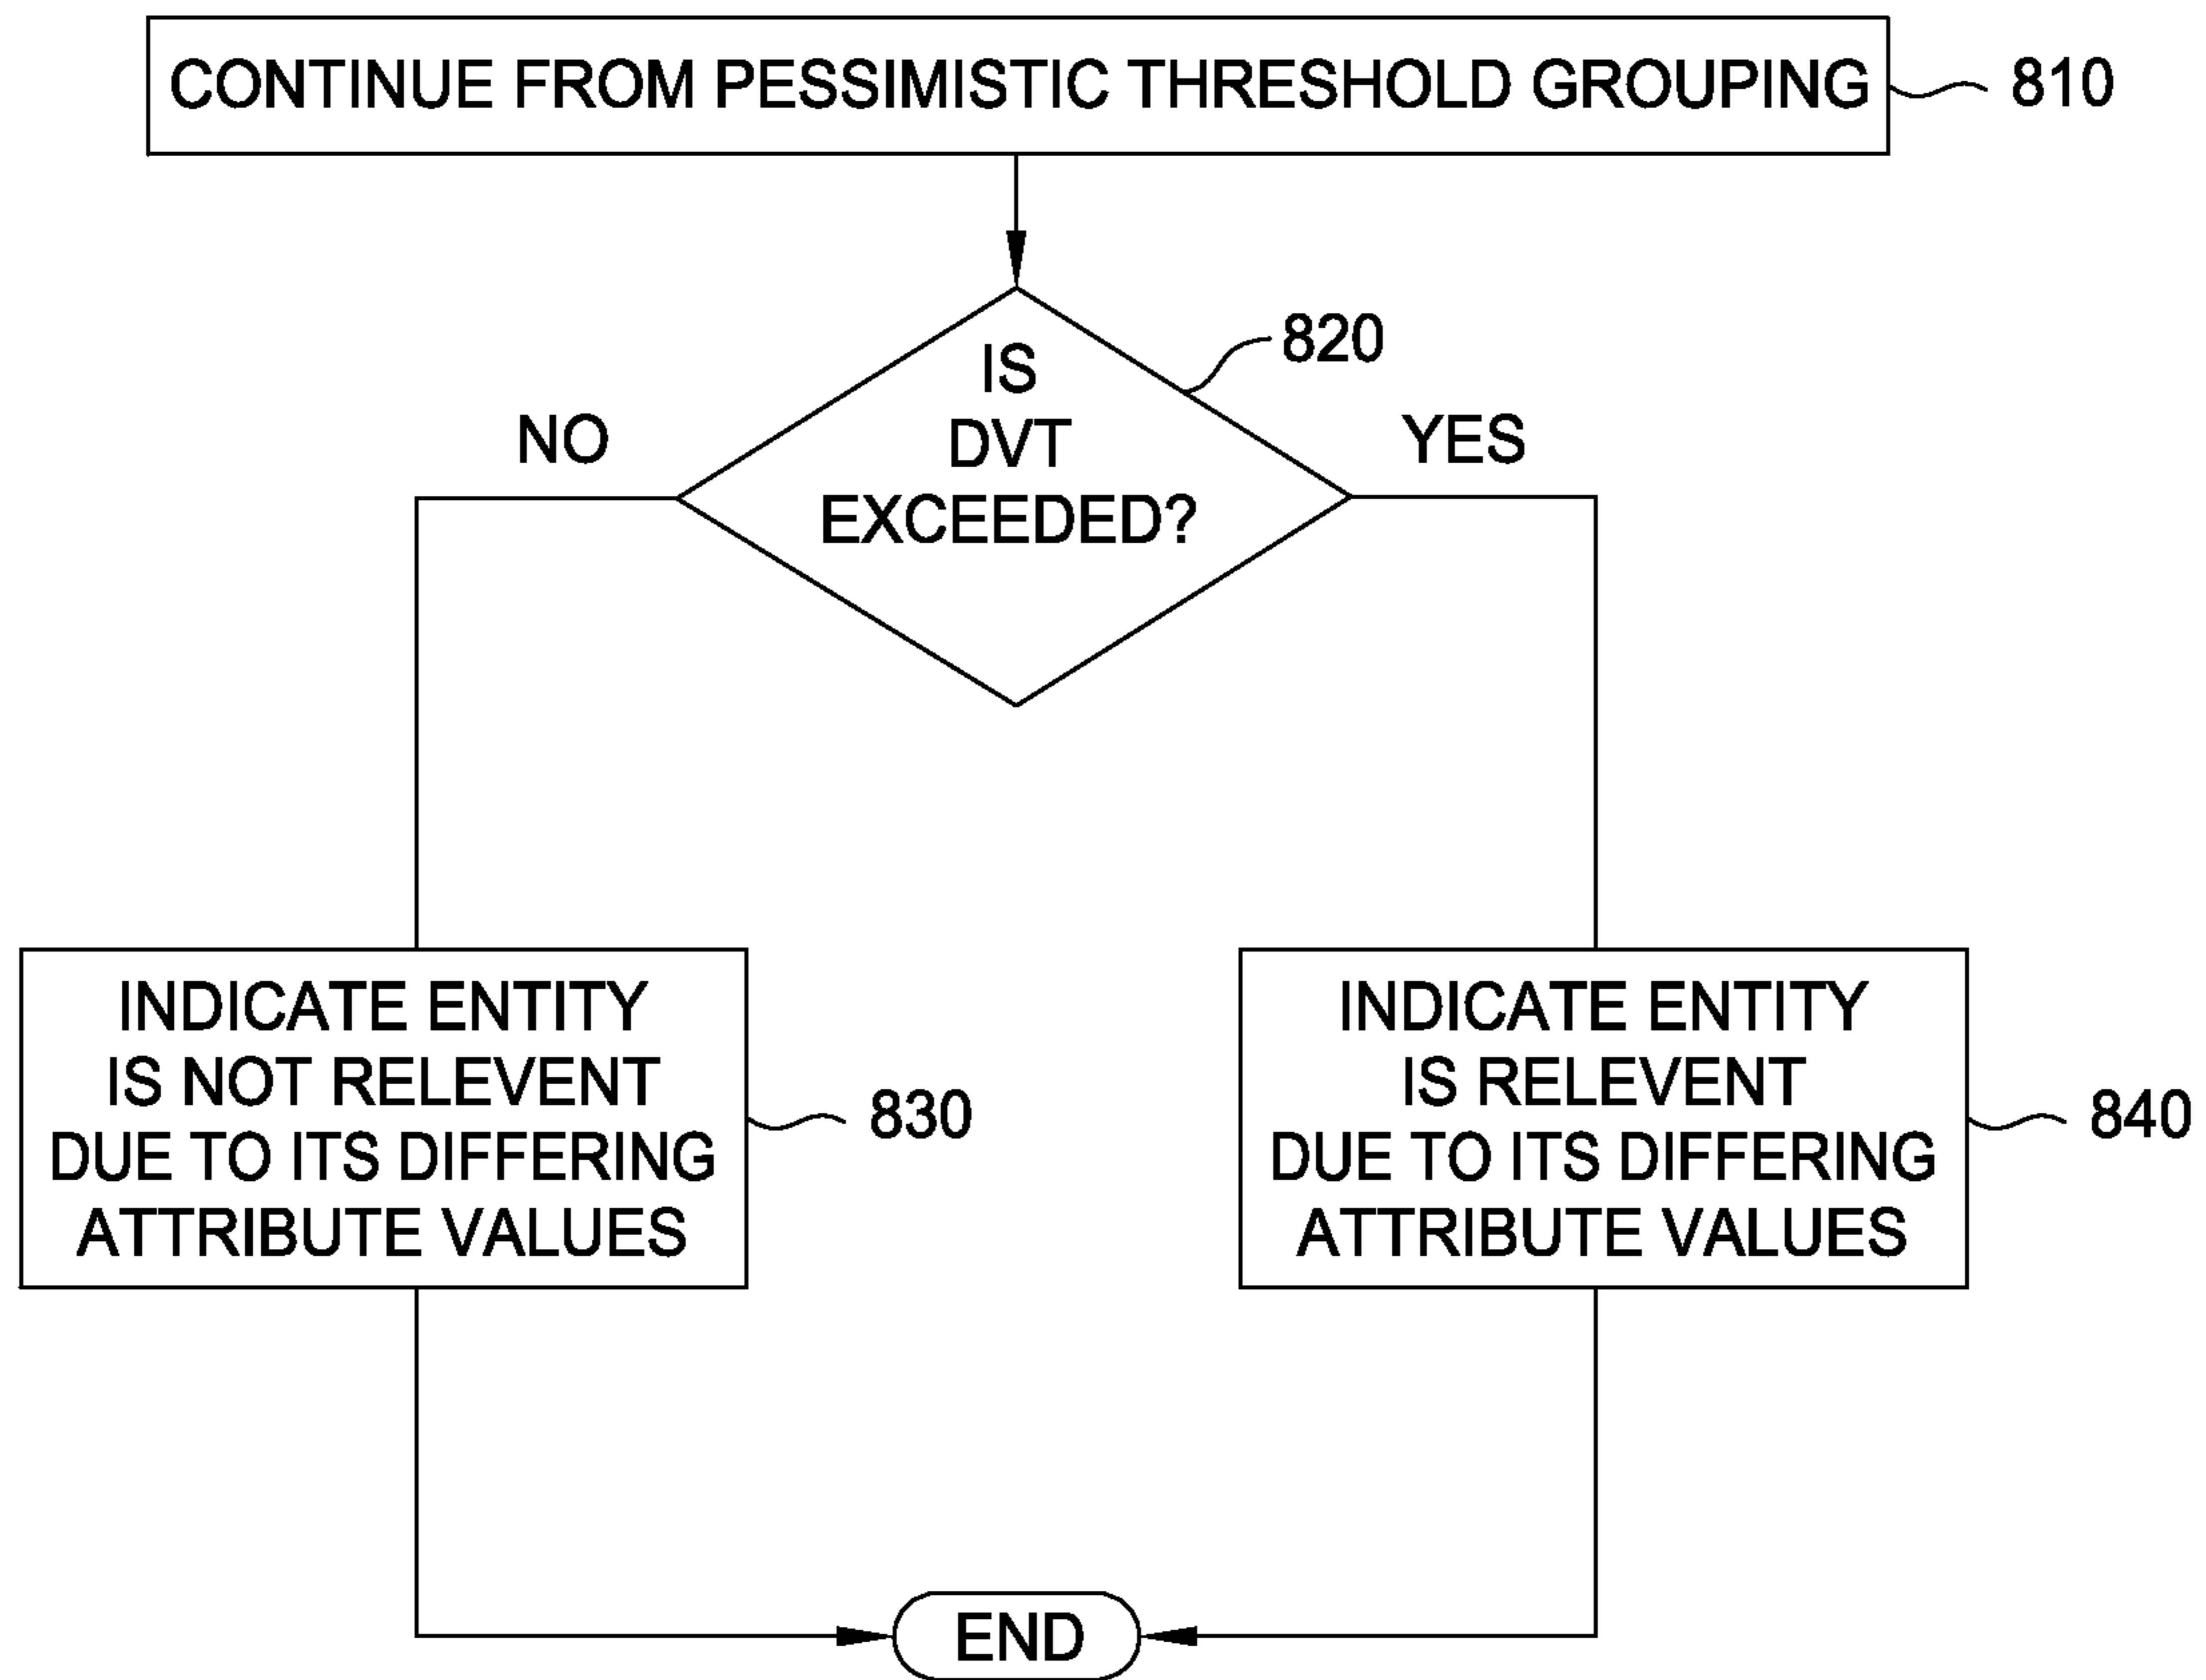 CONTINUE FROM PESSIMISTIC THRESHOLD GROUPING
810
IS
DVT
EXCEEDED?
820
NO
YES
INDICATE ENTITY
IS NOT RELEVENT
DUE TO ITS DIFFERING
ATTRIBUTE VALUES
830
INDICATE ENTITY
IS RELEVENT
DUE TO ITS DIFFERING
ATTRIBUTE VALUES
840
END